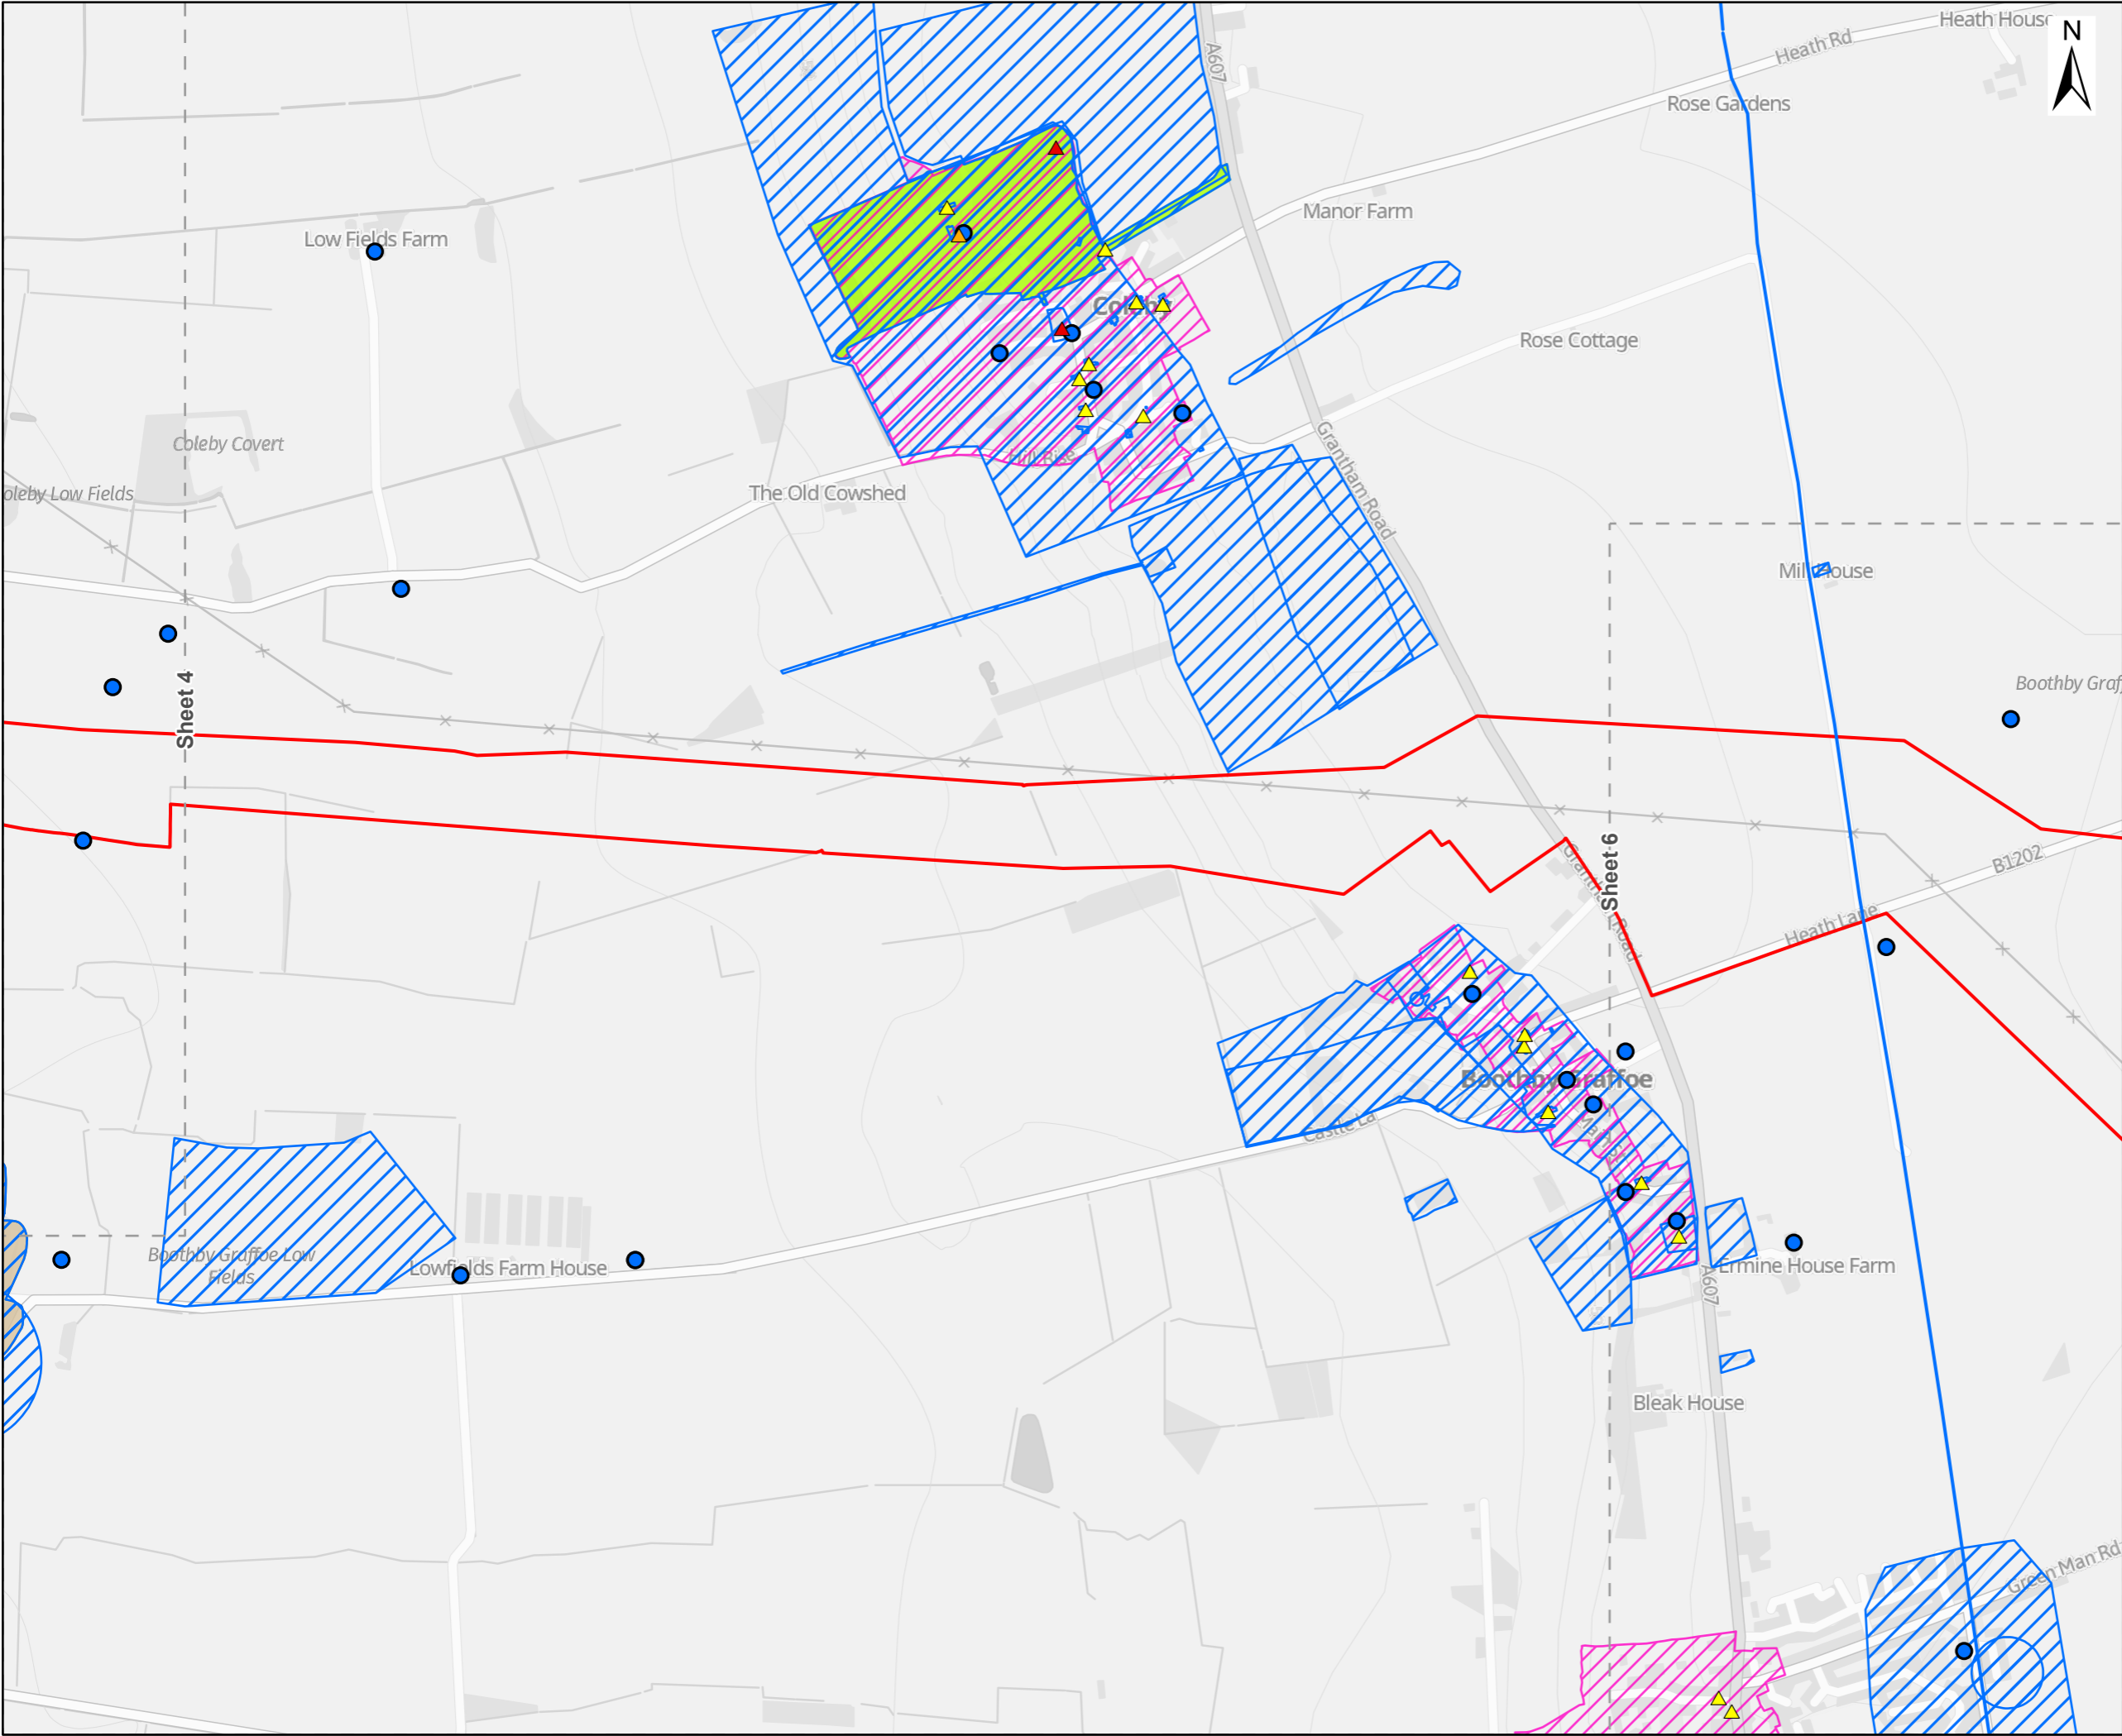 Heath House
N
A607
Heath Rd
Rose Gardens
Manor Farm
Low Fields Farm
Rose Cottage
Coleby Covert
Grantham Road
oleby Low Fields
The Old Cowshed
Mill House
Sheet 4
Boothby Graf
Sheet 6
Grantham Road
B1202
Heath Lane
Boothby Graffoe
Castle La
Boothby Graffoe Low
Fields
Lowfields Farm House
Ermine House Farm
A607
Bleak House
Green Man Rd